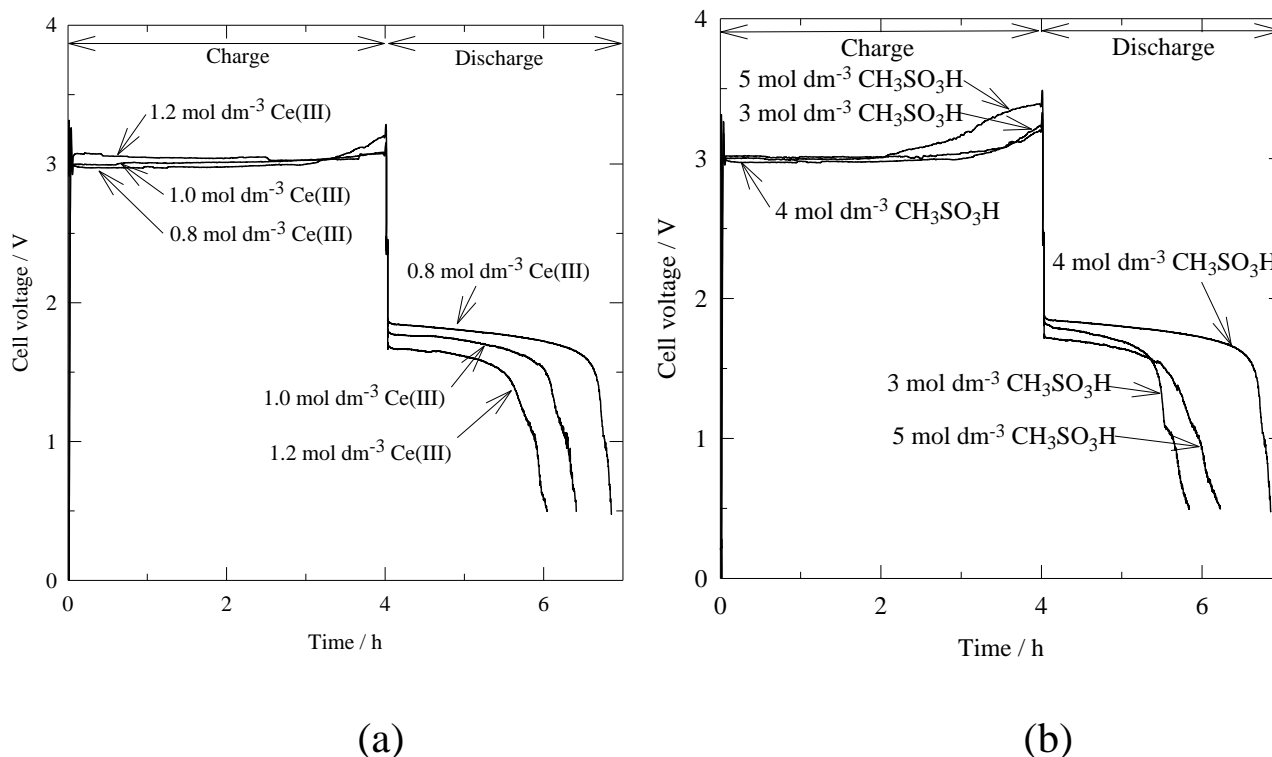 4
3
2
1
0
0
2
4
6
Cell voltage / V
Time / h
Charge
Discharge
1.2 mol dm⁻³ Ce(III)
1.0 mol dm⁻³ Ce(III)
0.8 mol dm⁻³ Ce(III)
0.8 mol dm⁻³ Ce(III)
1.0 mol dm⁻³ Ce(III)
1.2 mol dm⁻³ Ce(III)
(a)
4
3
2
1
0
0
2
4
6
Cell voltage / V
Time / h
Charge
Discharge
5 mol dm⁻³ CH₃SO₃H
3 mol dm⁻³ CH₃SO₃H
4 mol dm⁻³ CH₃SO₃H
4 mol dm⁻³ CH₃SO₃H
3 mol dm⁻³ CH₃SO₃H
5 mol dm⁻³ CH₃SO₃H
(b)